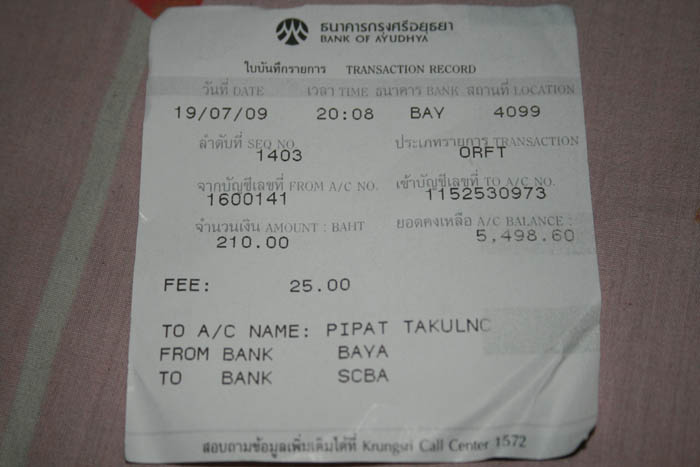 ธนาคารกรุงศรีอยุธยา
BANK OF AYUDHYA
ใบบันทึกรายการ TRANSACTION RECORD
วันที่ DATE เวลา TIME ธนาคาร BANK สถานที่ LOCATION
19/07/09 20:08 BAY 4099
ลำดับที่ SEQ NO ประเภทรายการ TRANSACTION
1403 ORFT
จากบัญชีเลขที่ FROM A/C NO. เข้าบัญชีเลขที่ TO A/C NO.
1600141 1152530973
จำนวนเงิน AMOUNT : BAHT ยอดคงเหลือ A/C BALANCE :
210.00 5,498.60
FEE: 25.00
TO A/C NAME: PIPAT TAKULNC
FROM BANK BAYA
TO BANK SCBA
สอบถามข้อมูลเพิ่มเติมได้ที่ Krungsri Call Center 1572